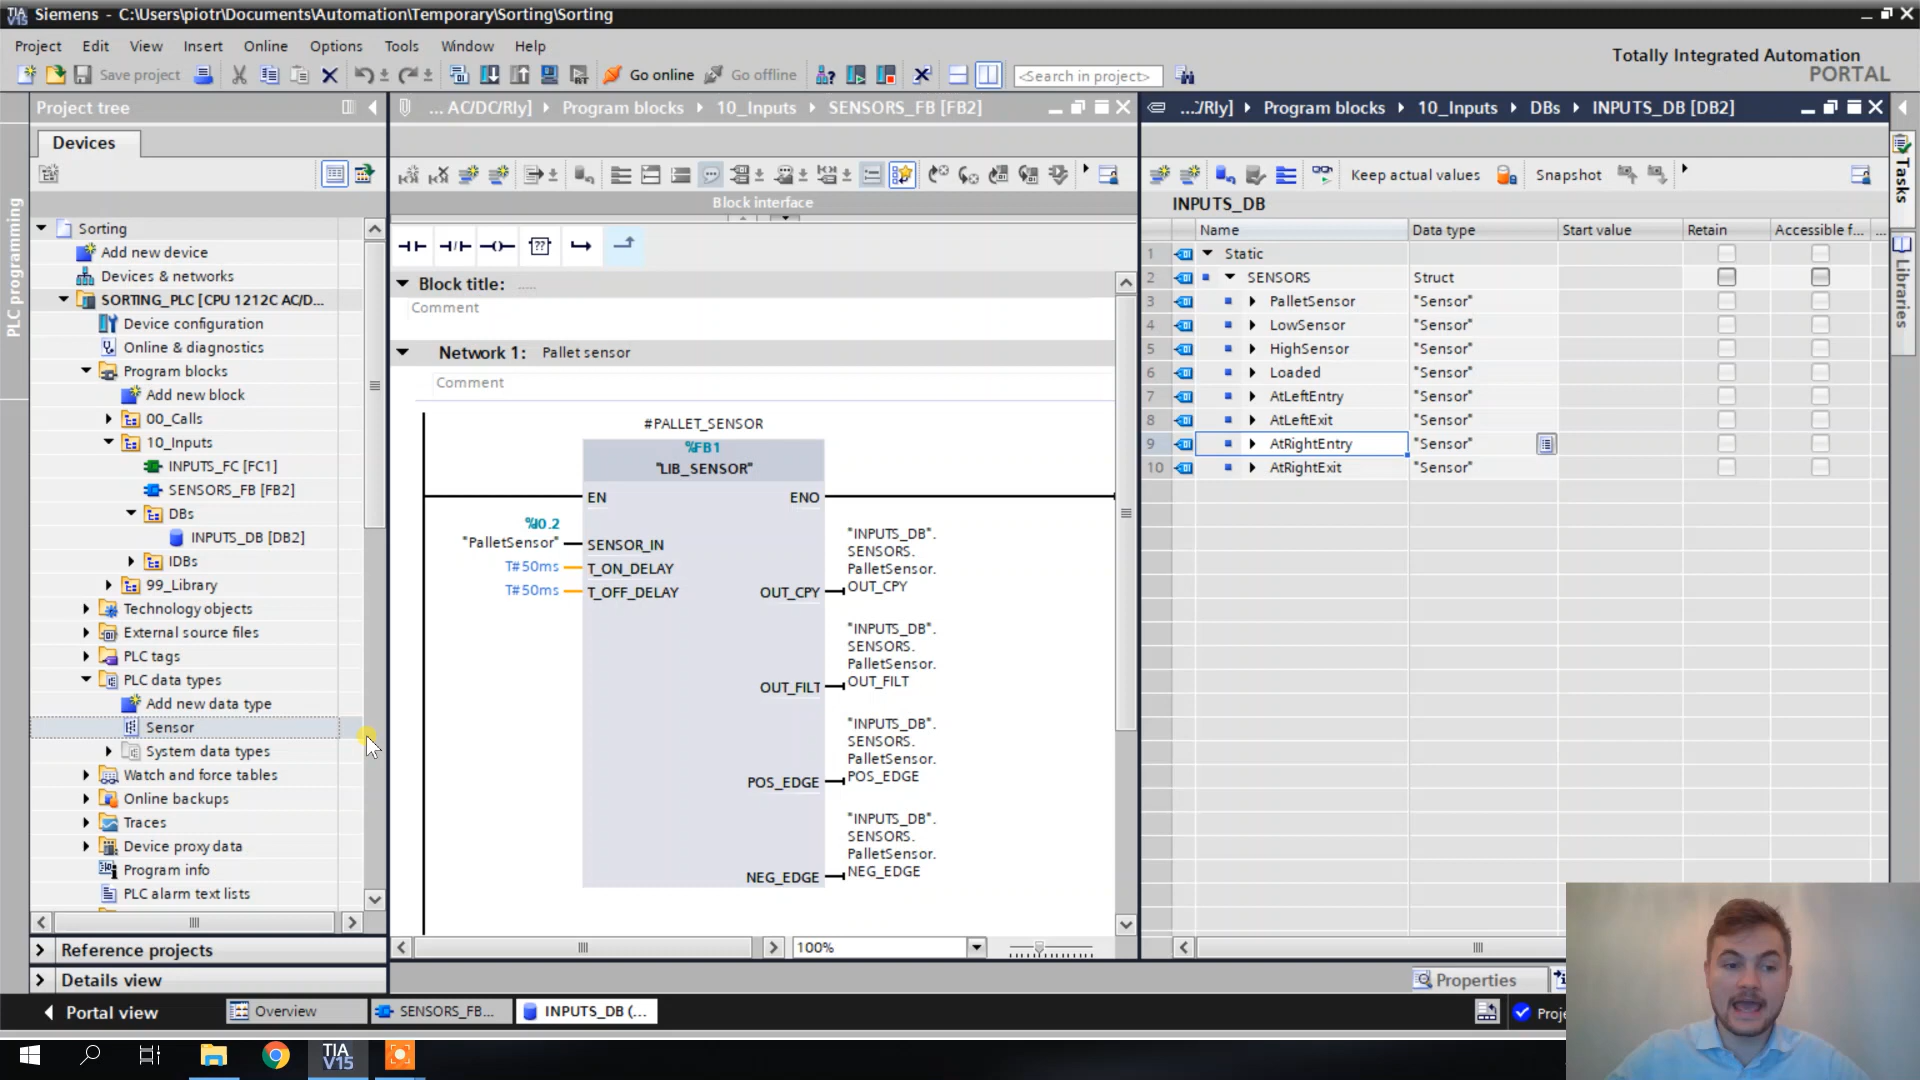 TIA
V15
Siemens - C:\Users\piotr\Documents\Automation\Temporary\Sorting\Sorting
Project Edit View Insert Online Options Tools Window Help
Totally Integrated Automation
PORTAL
Save project
Go online
Go offline
<Search in project>
Project tree
... AC/DC/Rly] Program blocks 10_Inputs SENSORS_FB [FB2]
.../Rly] Program blocks 10_Inputs DBs INPUTS_DB [DB2]
Devices
PLC programming
Sorting
Add new device
Devices & networks
SORTING_PLC [CPU 1212C AC/D...
Device configuration
Online & diagnostics
Program blocks
Add new block
00_Calls
10_Inputs
INPUTS_FC [FC1]
SENSORS_FB [FB2]
DBs
INPUTS_DB [DB2]
IDBs
99_Library
Technology objects
External source files
PLC tags
PLC data types
Add new data type
Sensor
System data types
Watch and force tables
Online backups
Traces
Device proxy data
Program info
PLC alarm text lists
Reference projects
Details view
Block interface
??
Block title: .....
Comment
Network 1: Pallet sensor
Comment
#PALLET_SENSOR
%FB1
"LIB_SENSOR"
EN ENO
%I0.2
"PalletSensor" SENSOR_IN
T#50ms T_ON_DELAY
T#50ms T_OFF_DELAY
OUT_CPY
"INPUTS_DB".
SENSORS.
PalletSensor.
OUT_CPY
OUT_FILT
"INPUTS_DB".
SENSORS.
PalletSensor.
OUT_FILT
POS_EDGE
"INPUTS_DB".
SENSORS.
PalletSensor.
POS_EDGE
NEG_EDGE
"INPUTS_DB".
SENSORS.
PalletSensor.
NEG_EDGE
100%
Keep actual values
Snapshot
INPUTS_DB
Name Data type Start value Retain Accessible f... ...
1 Static
2 SENSORS Struct
3 PalletSensor "Sensor"
4 LowSensor "Sensor"
5 HighSensor "Sensor"
6 Loaded "Sensor"
7 AtLeftEntry "Sensor"
8 AtLeftExit "Sensor"
9 AtRightEntry "Sensor"
10 AtRightExit "Sensor"
Tasks
Libraries
Properties
Portal view
Overview
SENSORS_FB...
INPUTS_DB (...
Proje
TIA
V15